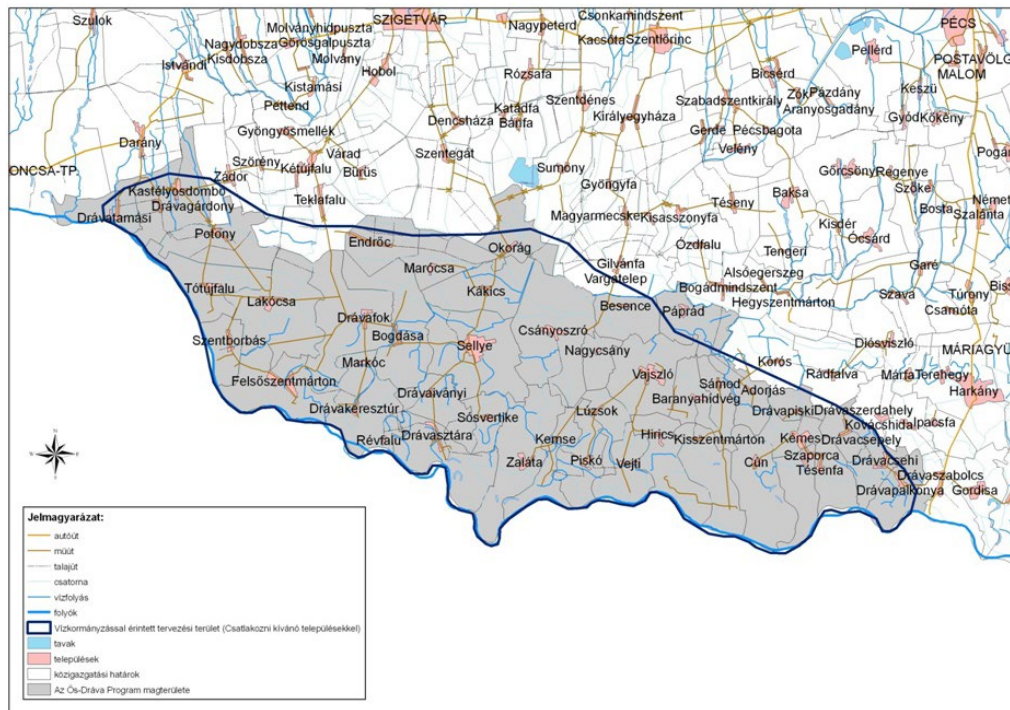 Szulok
Molványhidpuszta
SZIGETVÁR
Nagypeterd
Csonkamindszent
PÉCS
Nagydobsza
Görösgalpuszta
Kacsóta
Szentlőrinc
Pellérd
Kisdobsza
Molvány
Istvándi
Hobol
Rózsafa
Bicsérd
POSTAVÖLG
MALOM
Kistamási
Keszü
Pettend
Katádfa
Szentdénes
Szabadszentkirály
Zók
Pázdány
Aranyosgadány
Dencsháza
Bánfa
Királyegyháza
Gyód
Kökény
Gyöngyösmellék
Gerde
Pécsbagota
Darány
Várad
Szentegát
Velény
Pogán
Szörény
Kétújfalu
Bürüs
Sumony
ONCSA-TP.
Zádor
Görcsöny
Regenye
Kastélyosdombó
Gyöngyfa
Szőke
Teklafalu
Baksa
Német
Drávatamási
Drávagárdony
Magyarmecske
Kisasszonyfa
Téseny
Bosta
Szalánta
Kisdér
Potony
Endrőc
Okorág
Ózdfalu
Ócsárd
Tengeri
Marócsa
Gilvánfa
Garé
Vargatelep
Alsóegerszeg
Bogádmindszent
Tótújfalu
Kákics
Hegyszentmárton
Szava
Túrony
Biss
Lakócsa
Besence
Páprád
Csarnóta
Drávafok
Szentborbás
Bogdása
Csányoszró
Sellye
Diósviszló
Nagycsány
MÁRIAGYŰ
Markóc
Kórós
Felsőszentmárton
Vajszló
Rádfalva
Márfa
Terehegy
Drávaiványi
Sámod
Adorjás
Harkány
Baranyahidvég
Drávakeresztúr
Sósvertike
Lúzsok
Drávapiski
Drávaszerdahely
Kovácshida
Ipacsfa
Révfalu
Drávasztára
Kemse
Hirics
Kisszentmárton
Kémes
Drávacsepely
Zaláta
Piskó
Vejti
Cún
Szaporca
Drávacsehi
Tésenfa
Drávaszabolcs
Drávapalkonya
Gordisa
Jelmagyarázat:
autóút
műút
talajút
csatorna
vízfolyás
folyók
Vízkormányzással érintett tervezési terület (Csatlakozni kívánó településekkel)
tavak
települések
közigazgatási határok
Az Ős-Dráva Program magterülete